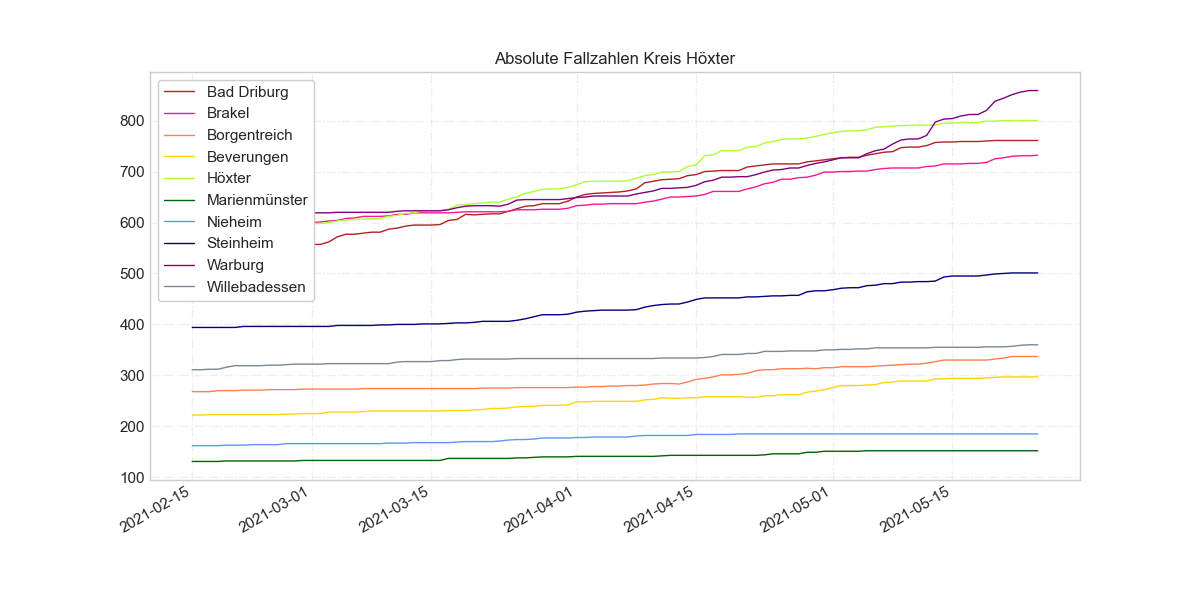 Absolute Fallzahlen Kreis Höxter
Bad Driburg
Brakel
Borgentreich
Beverungen
Höxter
Marienmünster
Nieheim
Steinheim
Warburg
Willebadessen
800
700
600
500
400
300
200
100
2021-02-15
2021-03-01
2021-03-15
2021-04-01
2021-04-15
2021-05-01
2021-05-15